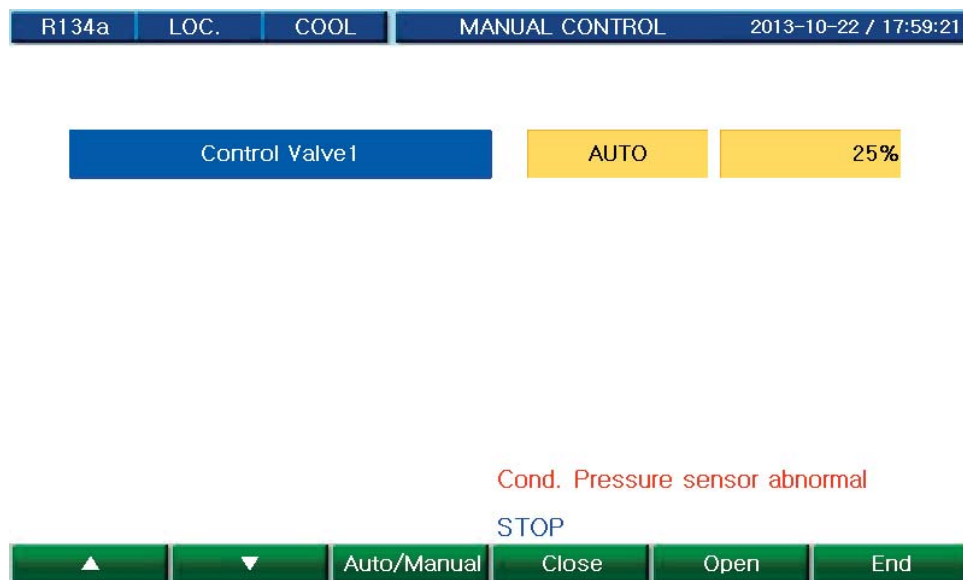 R134a LOC. COOL MANUAL CONTROL 2013-10-22 / 17:59:21
Control Valve1 AUTO 25%
Cond. Pressure sensor abnormal
STOP
▲ ▼ Auto/Manual Close Open End